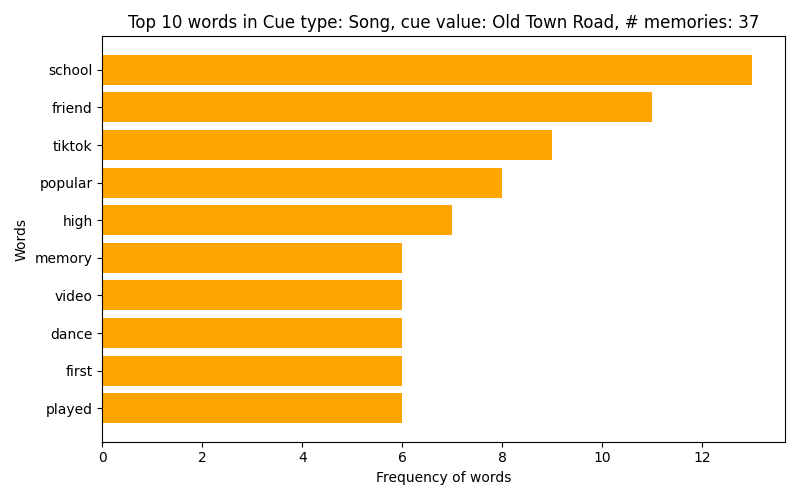 Top 10 words in Cue type: Song, cue value: Old Town Road, # memories: 37
school
friend
tiktok
popular
high
memory
video
dance
first
played
Words
0 2 4 6 8 10 12
Frequency of words